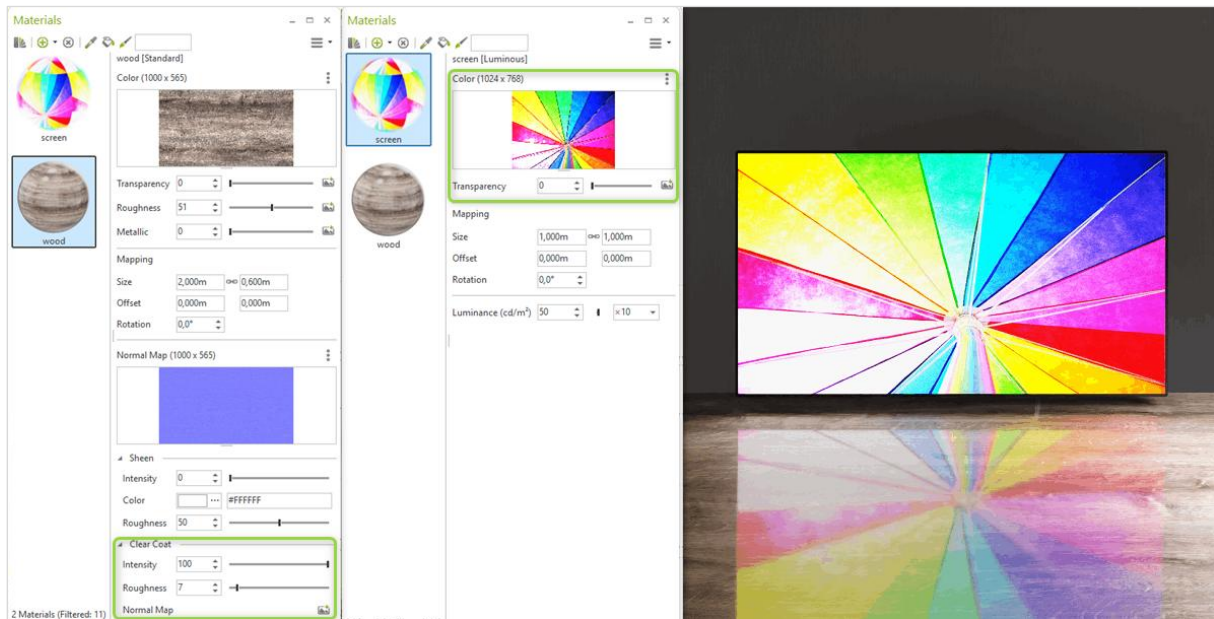 Materials
wood [Standard]
Color (1000 x 565)
screen
Transparency 0
Roughness 51
Metallic 0
wood
Mapping
Size 2,000m 0,600m
Offset 0,000m 0,000m
Rotation 0,0°
Normal Map (1000 x 565)
Sheen
Intensity 0
Color ... #FFFFFF
Roughness 50
Clear Coat
Intensity 100
Roughness 7
Normal Map
2 Materials (Filtered: 11)
Materials
screen [Luminous]
Color (1024 x 768)
screen
Transparency 0
Mapping
wood
Size 1,000m 1,000m
Offset 0,000m 0,000m
Rotation 0,0°
Luminance (cd/m²) 50 ×10